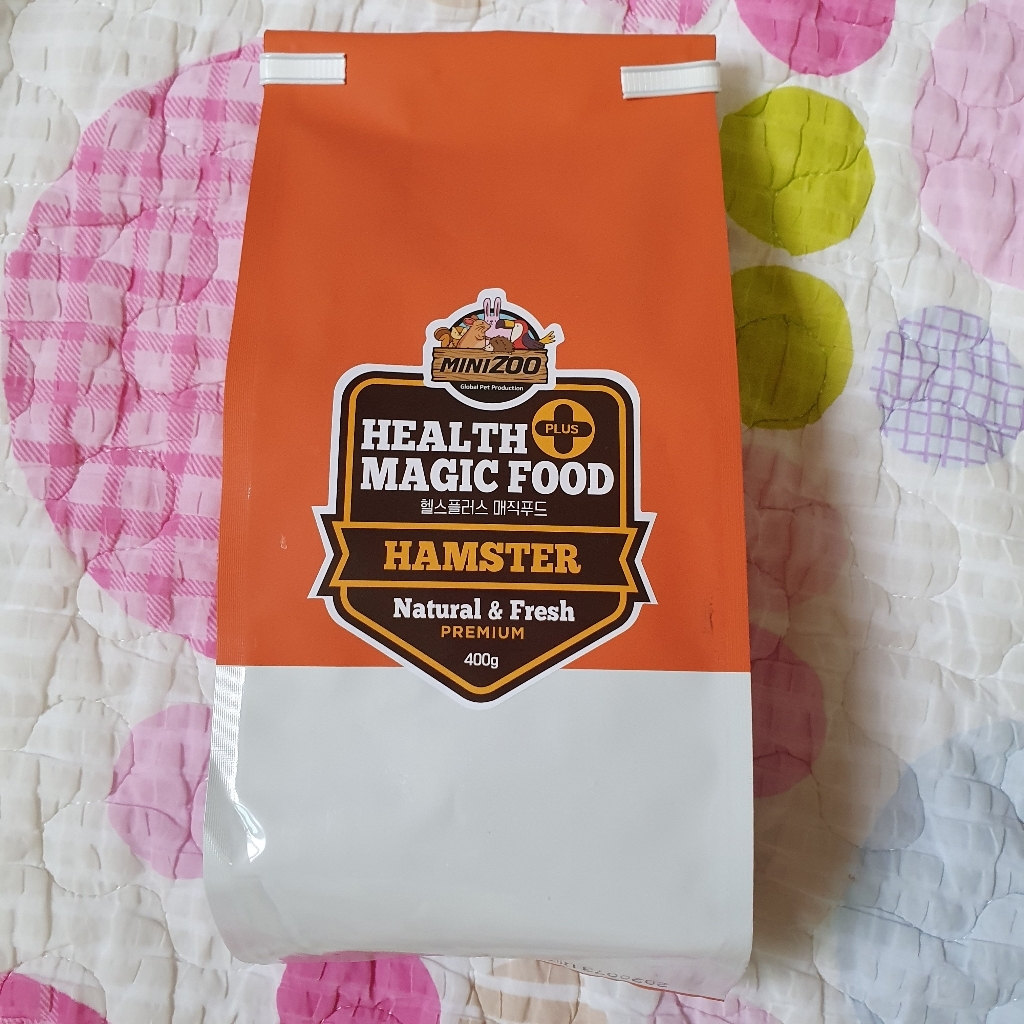 MINIZOO
Global Pet Production
HEALTH PLUS
MAGIC FOOD
헬스플러스 매직푸드
HAMSTER
Natural & Fresh
PREMIUM
400g